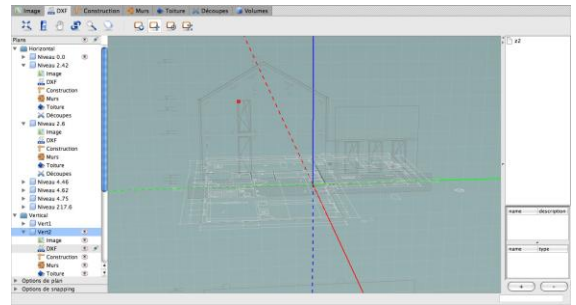 Image DXF Construction Murs Toiture Découpes Volumes
Plans
Horizontal
Niveau 0.0
Niveau 2.42
Image
DXF
Construction
Murs
Toiture
Découpes
Niveau 2.6
Image
DXF
Construction
Murs
Toiture
Découpes
Niveau 4.46
Niveau 4.62
Niveau 4.75
Niveau 217.6
Vertical
Vert1
Vert2
Image
DXF
Construction
Murs
Toiture
Options de plan
Options de snapping
z2
name description
name type
+ -